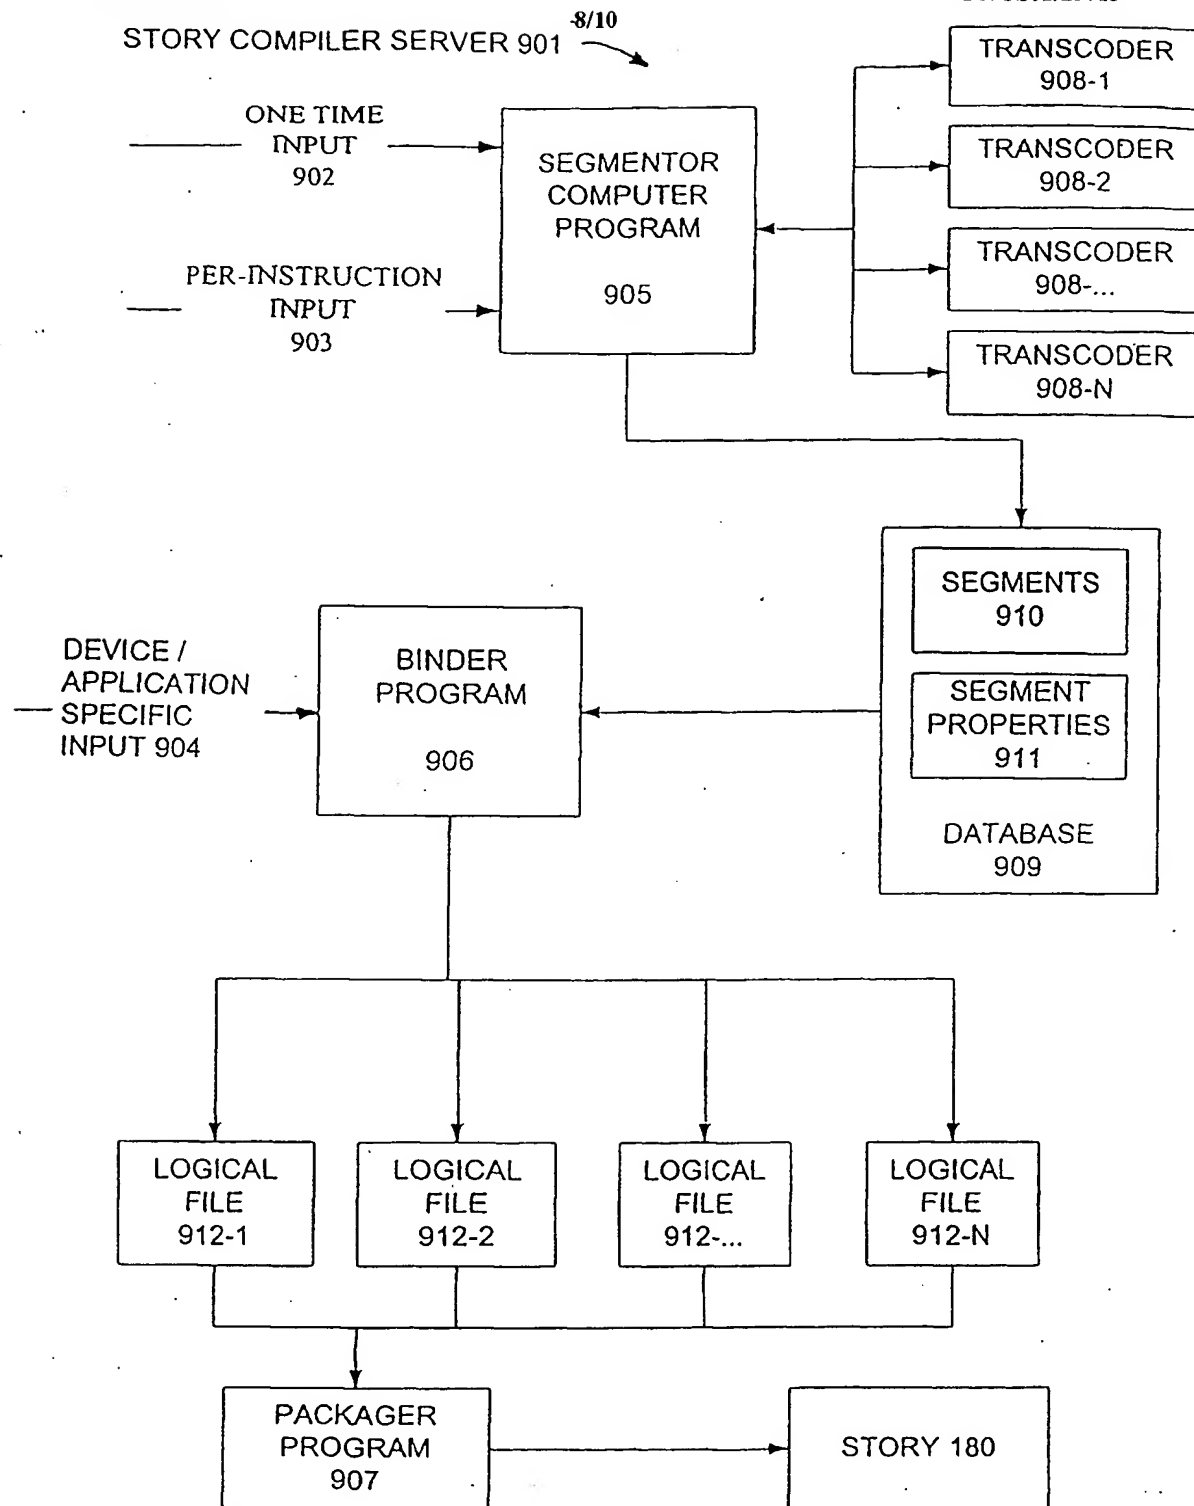 -8/10
STORY COMPILER SERVER 901
ONE TIME
INPUT
902
PER-INSTRUCTION
INPUT
903
SEGMENTOR
COMPUTER
PROGRAM
905
TRANSCODER
908-1
TRANSCODER
908-2
TRANSCODER
908-...
TRANSCODER
908-N
SEGMENTS
910
SEGMENT
PROPERTIES
911
DATABASE
909
DEVICE /
APPLICATION
SPECIFIC
INPUT 904
BINDER
PROGRAM
906
LOGICAL
FILE
912-1
LOGICAL
FILE
912-2
LOGICAL
FILE
912-...
LOGICAL
FILE
912-N
PACKAGER
PROGRAM
907
STORY 180